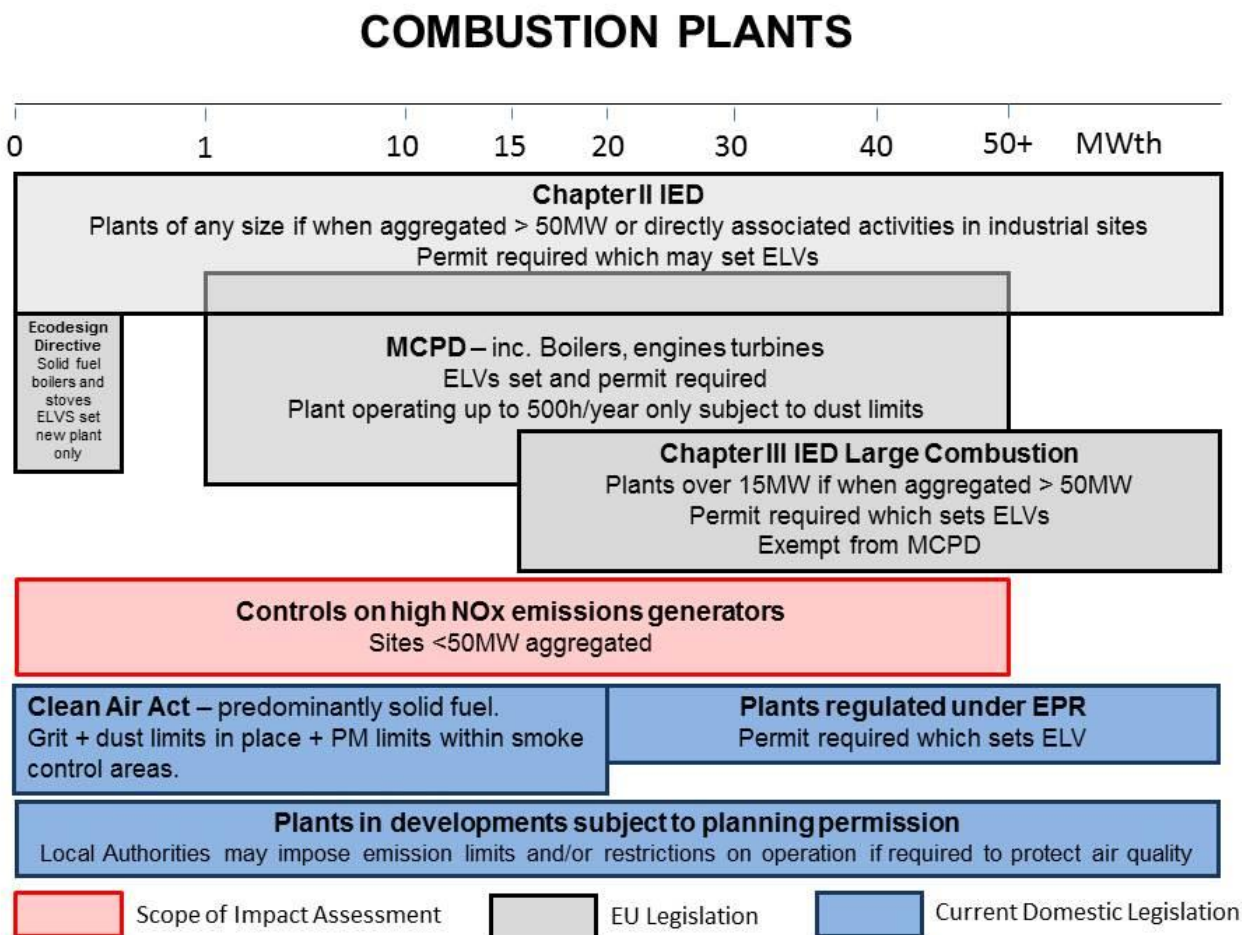 COMBUSTION PLANTS
0 1 10 15 20 30 40 50+ MWth
Chapter II IED
Plants of any size if when aggregated > 50MW or directly associated activities in industrial sites
Permit required which may set ELVs
Ecodesign
Directive
Solid fuel
boilers and
stoves
ELVS set
new plant
only
MCPD – inc. Boilers, engines turbines
ELVs set and permit required
Plant operating up to 500h/year only subject to dust limits
Chapter III IED Large Combustion
Plants over 15MW if when aggregated > 50MW
Permit required which sets ELVs
Exempt from MCPD
Controls on high NOx emissions generators
Sites <50MW aggregated
Clean Air Act – predominantly solid fuel.
Grit + dust limits in place + PM limits within smoke
control areas.
Plants regulated under EPR
Permit required which sets ELV
Plants in developments subject to planning permission
Local Authorities may impose emission limits and/or restrictions on operation if required to protect air quality
Scope of Impact Assessment
EU Legislation
Current Domestic Legislation